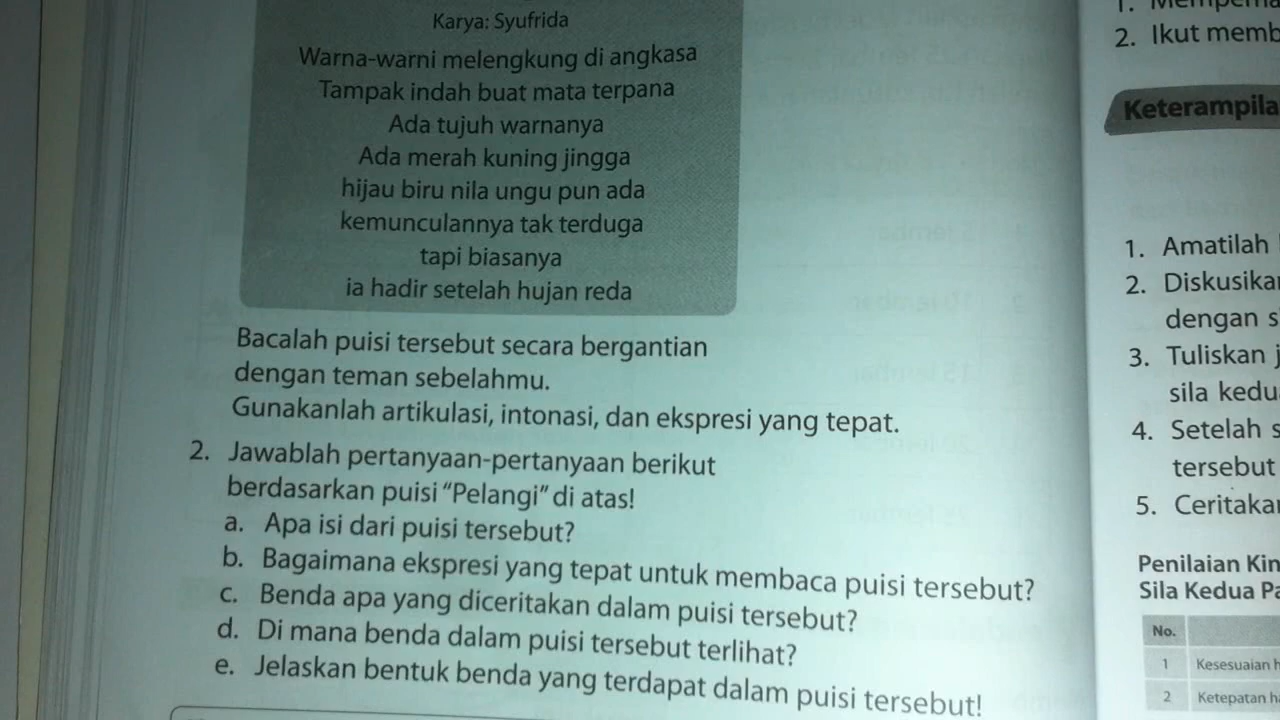 Karya: Syufrida
Warna-warni melengkung di angkasa
Tampak indah buat mata terpana
Ada tujuh warnanya
Ada merah kuning jingga
hijau biru nila ungu pun ada
kemunculannya tak terduga
tapi biasanya
ia hadir setelah hujan reda
Bacalah puisi tersebut secara bergantian
dengan teman sebelahmu.
Gunakanlah artikulasi, intonasi, dan ekspresi yang tepat.
2. Jawablah pertanyaan-pertanyaan berikut
berdasarkan puisi “Pelangi” di atas!
a. Apa isi dari puisi tersebut?
b. Bagaimana ekspresi yang tepat untuk membaca puisi tersebut?
c. Benda apa yang diceritakan dalam puisi tersebut?
d. Di mana benda dalam puisi tersebut terlihat?
e. Jelaskan bentuk benda yang terdapat dalam puisi tersebut!
1.
2. Ikut memb
Keterampila
1. Amatilah
2. Diskusika
dengan s
3. Tuliskan j
sila kedu
4. Setelah s
tersebut
5. Ceritaka
Penilaian Kin
Sila Kedua Pa
No.
1 Kesesuaian h
2 Ketepatan h